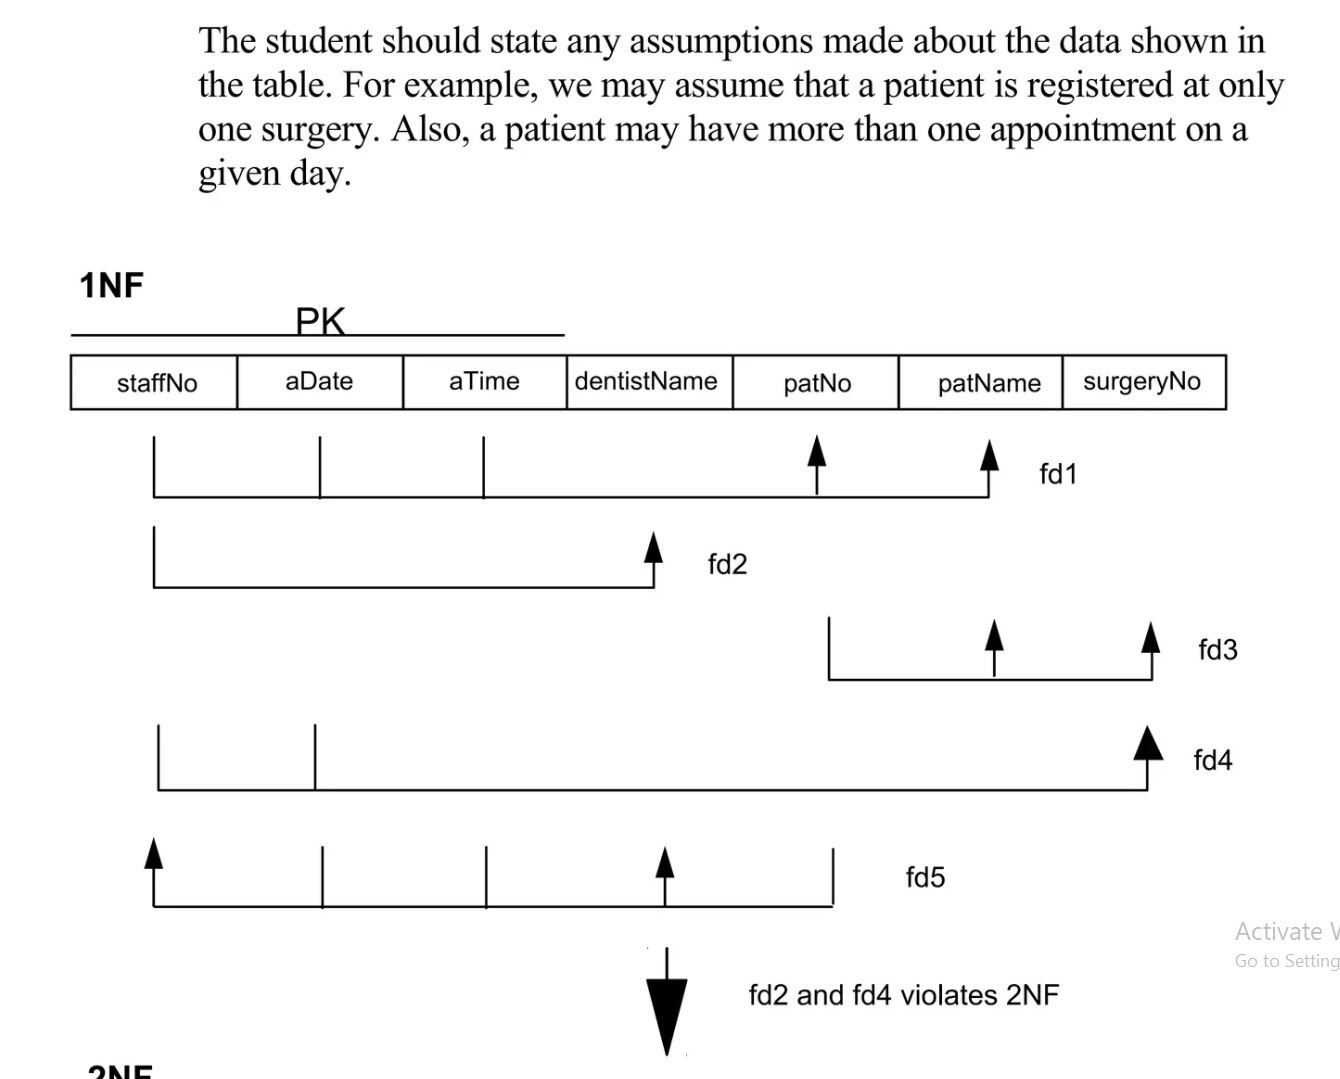 The student should state any assumptions made about the data shown in
the table. For example, we may assume that a patient is registered at only
one surgery. Also, a patient may have more than one appointment on a
given day.
1NF
PK
staffNo aDate aTime dentistName patNo patName surgeryNo
fd1
fd2
fd3
fd4
fd5
Activate
Go to Setting
fd2 and fd4 violates 2NF
2NF